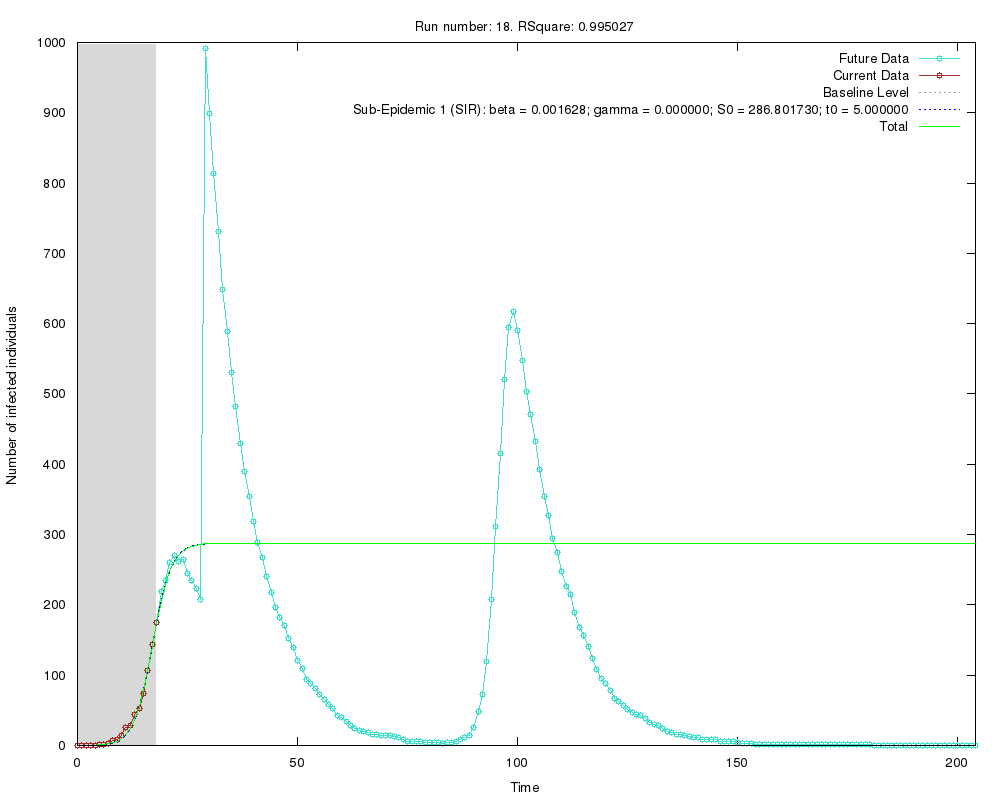 Run number: 18. RSquare: 0.995027
Future Data
Current Data
Baseline Level
Sub-Epidemic 1 (SIR): beta = 0.001628; gamma = 0.000000; S0 = 286.801730; t0 = 5.000000
Total
1000
900
800
700
600
500
400
300
200
100
0
Number of infected individuals
0 50 100 150 200
Time